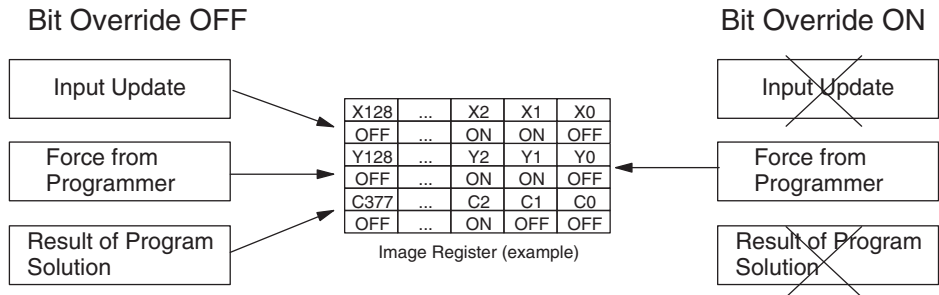 Bit Override OFF
Bit Override ON
Input Update
Force from
Programmer
Result of Program
Solution
X128 ... X2 X1 X0
OFF ... ON ON OFF
Y128 ... Y2 Y1 Y0
OFF ... ON ON OFF
C377 ... C2 C1 C0
OFF ... ON OFF OFF
Image Register (example)
Input Update
Force from
Programmer
Result of Program
Solution